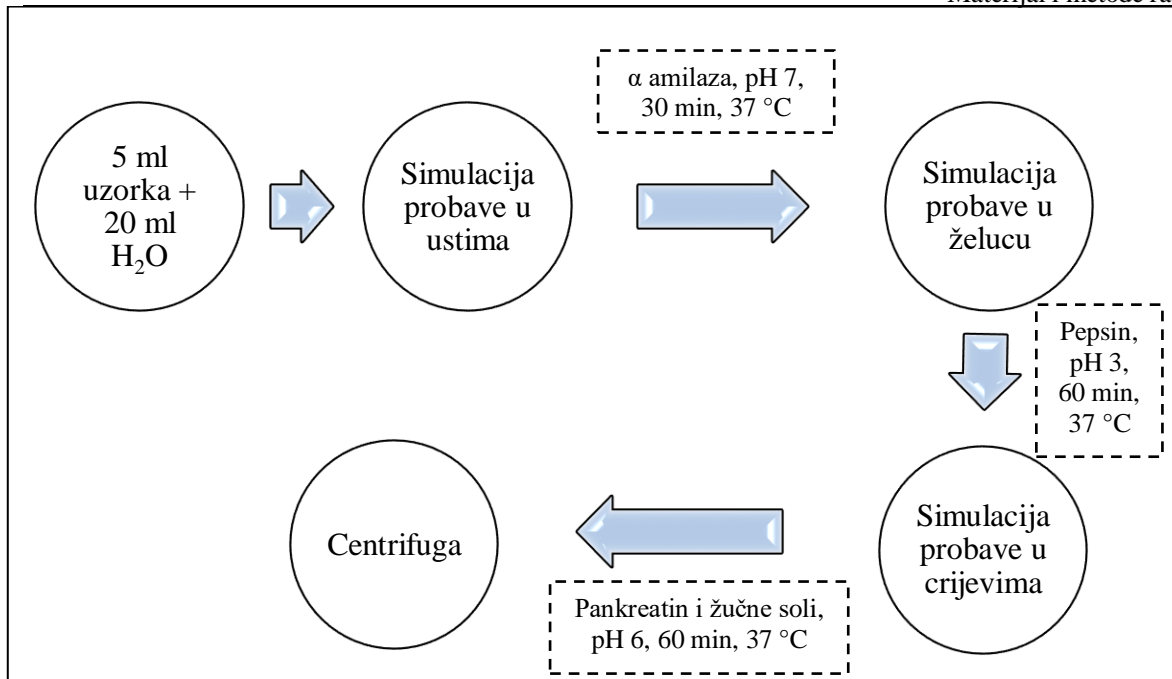 5 ml
uzorka +
20 ml
H₂O
Simulacija
probave u
ustima
α amilaza, pH 7,
30 min, 37 °C
Simulacija
probave u
želucu
Pepsin,
pH 3,
60 min,
37 °C
Simulacija
probave u
crijevima
Pankreatin i žučne soli,
pH 6, 60 min, 37 °C
Centrifuga